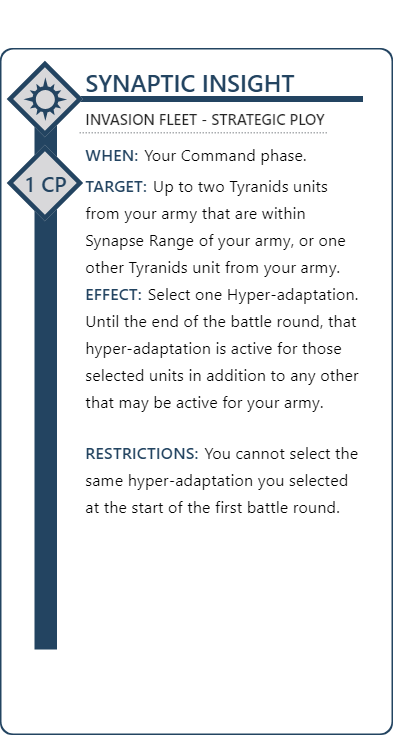 SYNAPTIC INSIGHT
INVASION FLEET - STRATEGIC PLOY
WHEN: Your Command phase.
1 CP
TARGET: Up to two Tyranids units
from your army that are within
Synapse Range of your army, or one
other Tyranids unit from your army.
EFFECT: Select one Hyper-adaptation.
Until the end of the battle round, that
hyper-adaptation is active for those
selected units in addition to any other
that may be active for your army.
RESTRICTIONS: You cannot select the
same hyper-adaptation you selected
at the start of the first battle round.